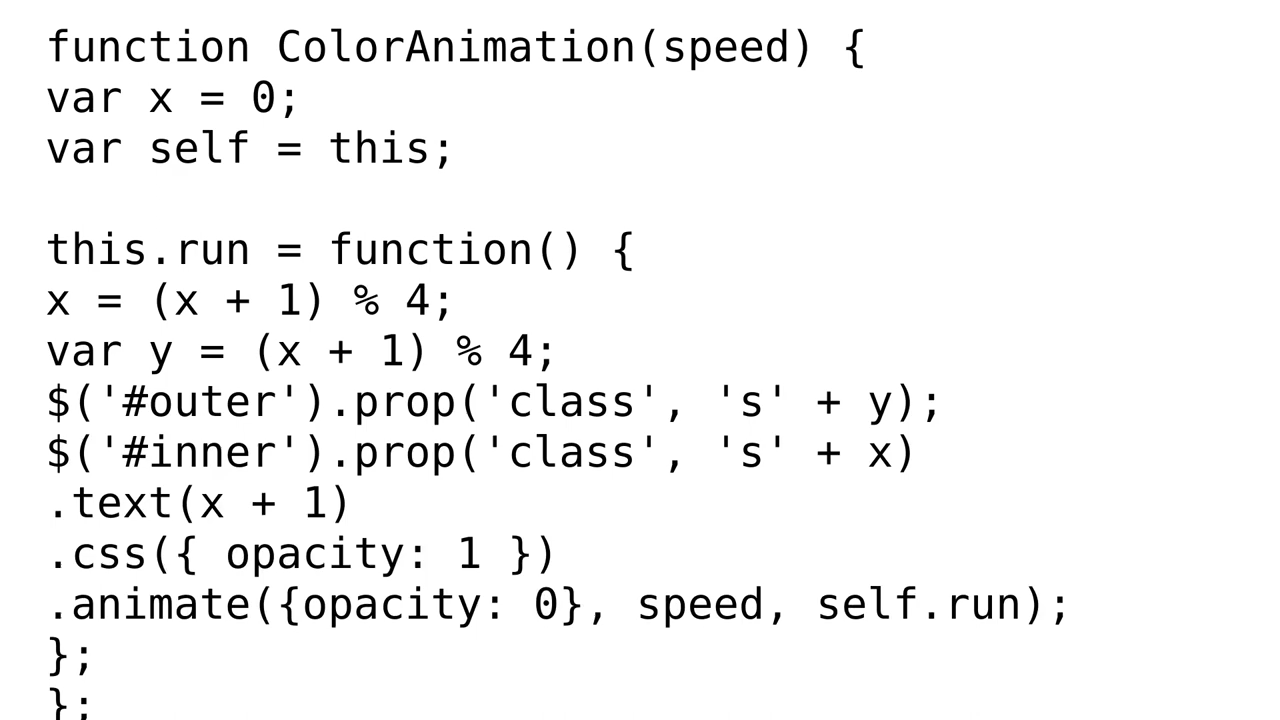 function ColorAnimation(speed) {
var x = 0;
var self = this;

this.run = function() {
x = (x + 1) % 4;
var y = (x + 1) % 4;
$('#outer').prop('class', 's' + y);
$('#inner').prop('class', 's' + x)
.text(x + 1)
.css({ opacity: 1 })
.animate({opacity: 0}, speed, self.run);
};
};